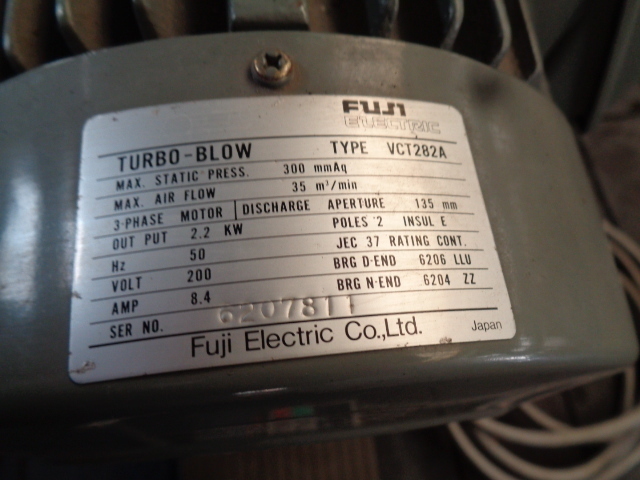 FUJI
ELECTRIC
TURBO-BLOW TYPE VCT282A
MAX. STATIC PRESS. 300 mmAq
MAX. AIR FLOW 35 m³/min
3-PHASE MOTOR DISCHARGE APERTURE 135 mm
OUT PUT 2.2 KW POLES 2 INSUL E
Hz 50 JEC 37 RATING CONT.
VOLT 200 BRG D-END 6206 LLU
AMP 8.4 BRG N-END 6204 ZZ
SER NO. 6207811
Fuji Electric Co.,Ltd. Japan